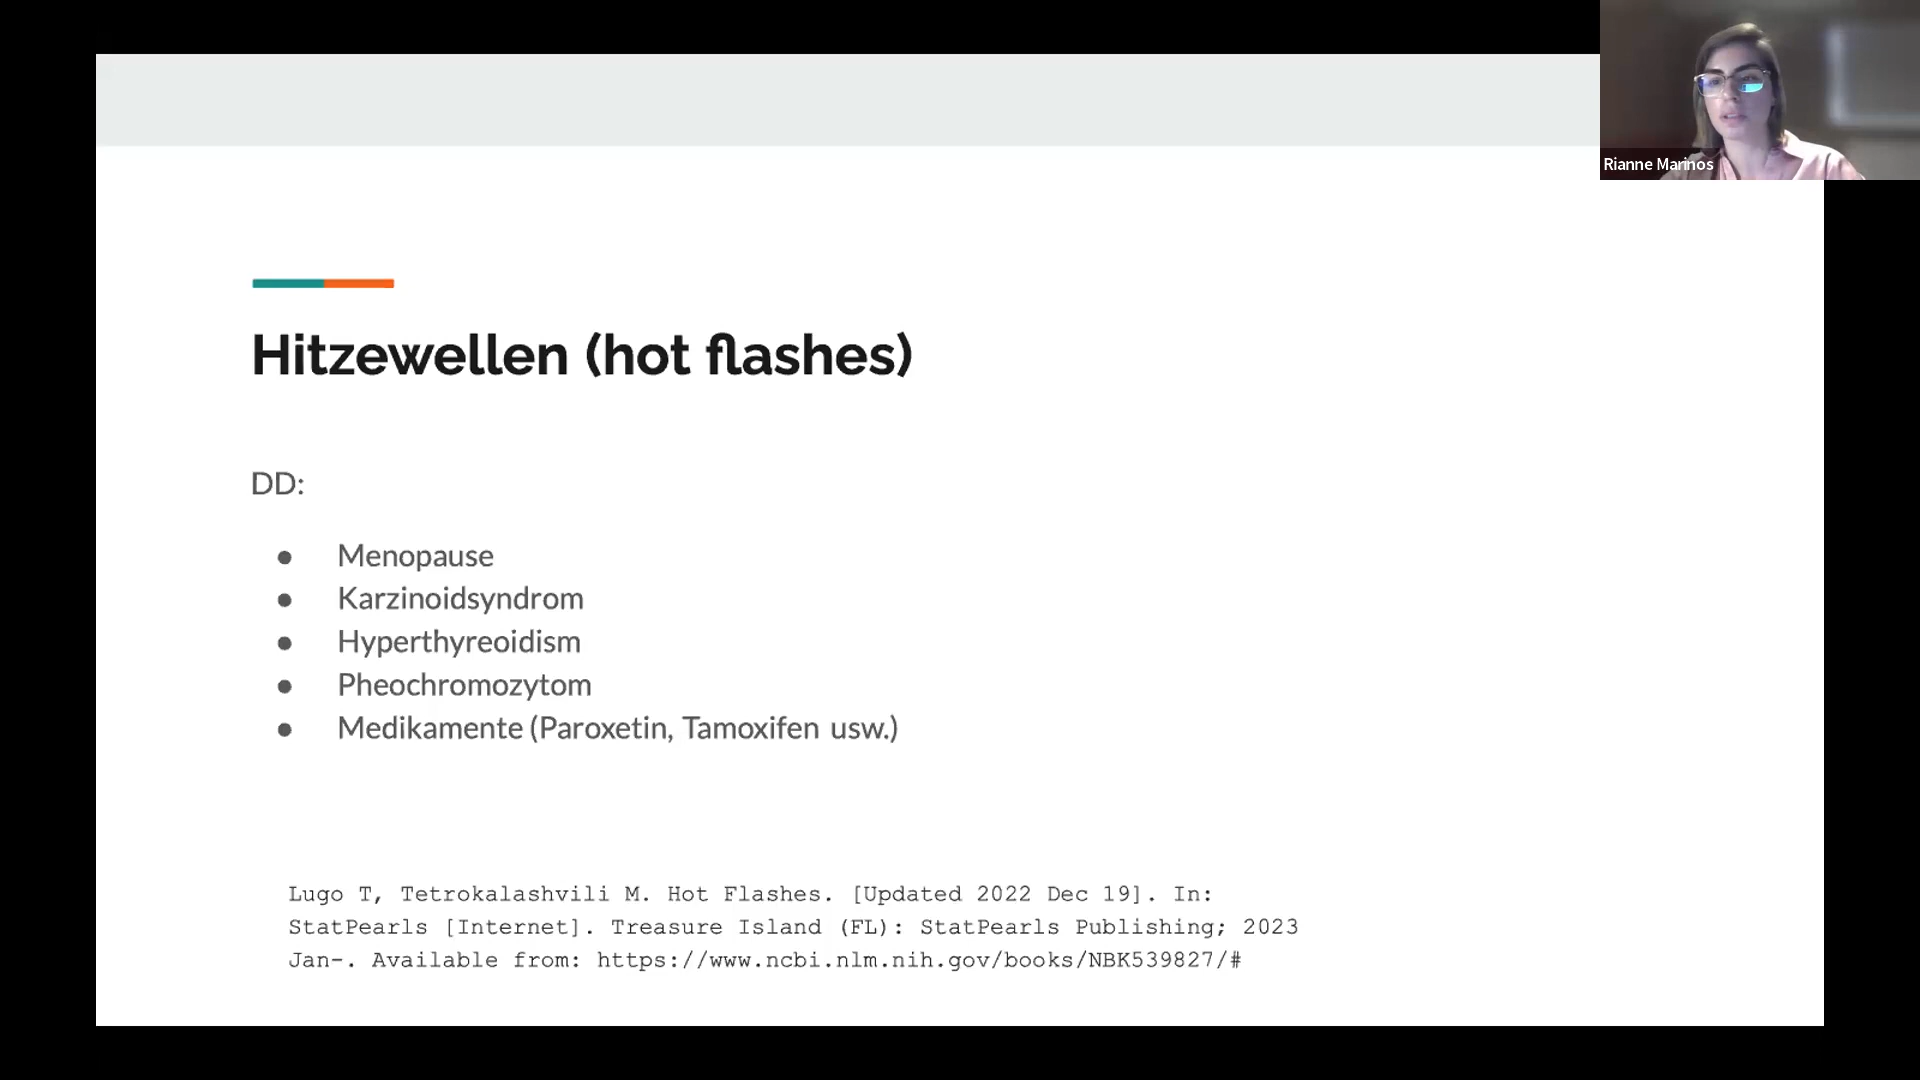 Rianne Marinos
Hitzewellen (hot flashes)
DD:
● Menopause
● Karzinoidsyndrom
● Hyperthyreoidism
● Pheochromozytom
● Medikamente (Paroxetin, Tamoxifen usw.)
Lugo T, Tetrokalashvili M. Hot Flashes. [Updated 2022 Dec 19]. In:
StatPearls [Internet]. Treasure Island (FL): StatPearls Publishing; 2023
Jan-. Available from: https://www.ncbi.nlm.nih.gov/books/NBK539827/#